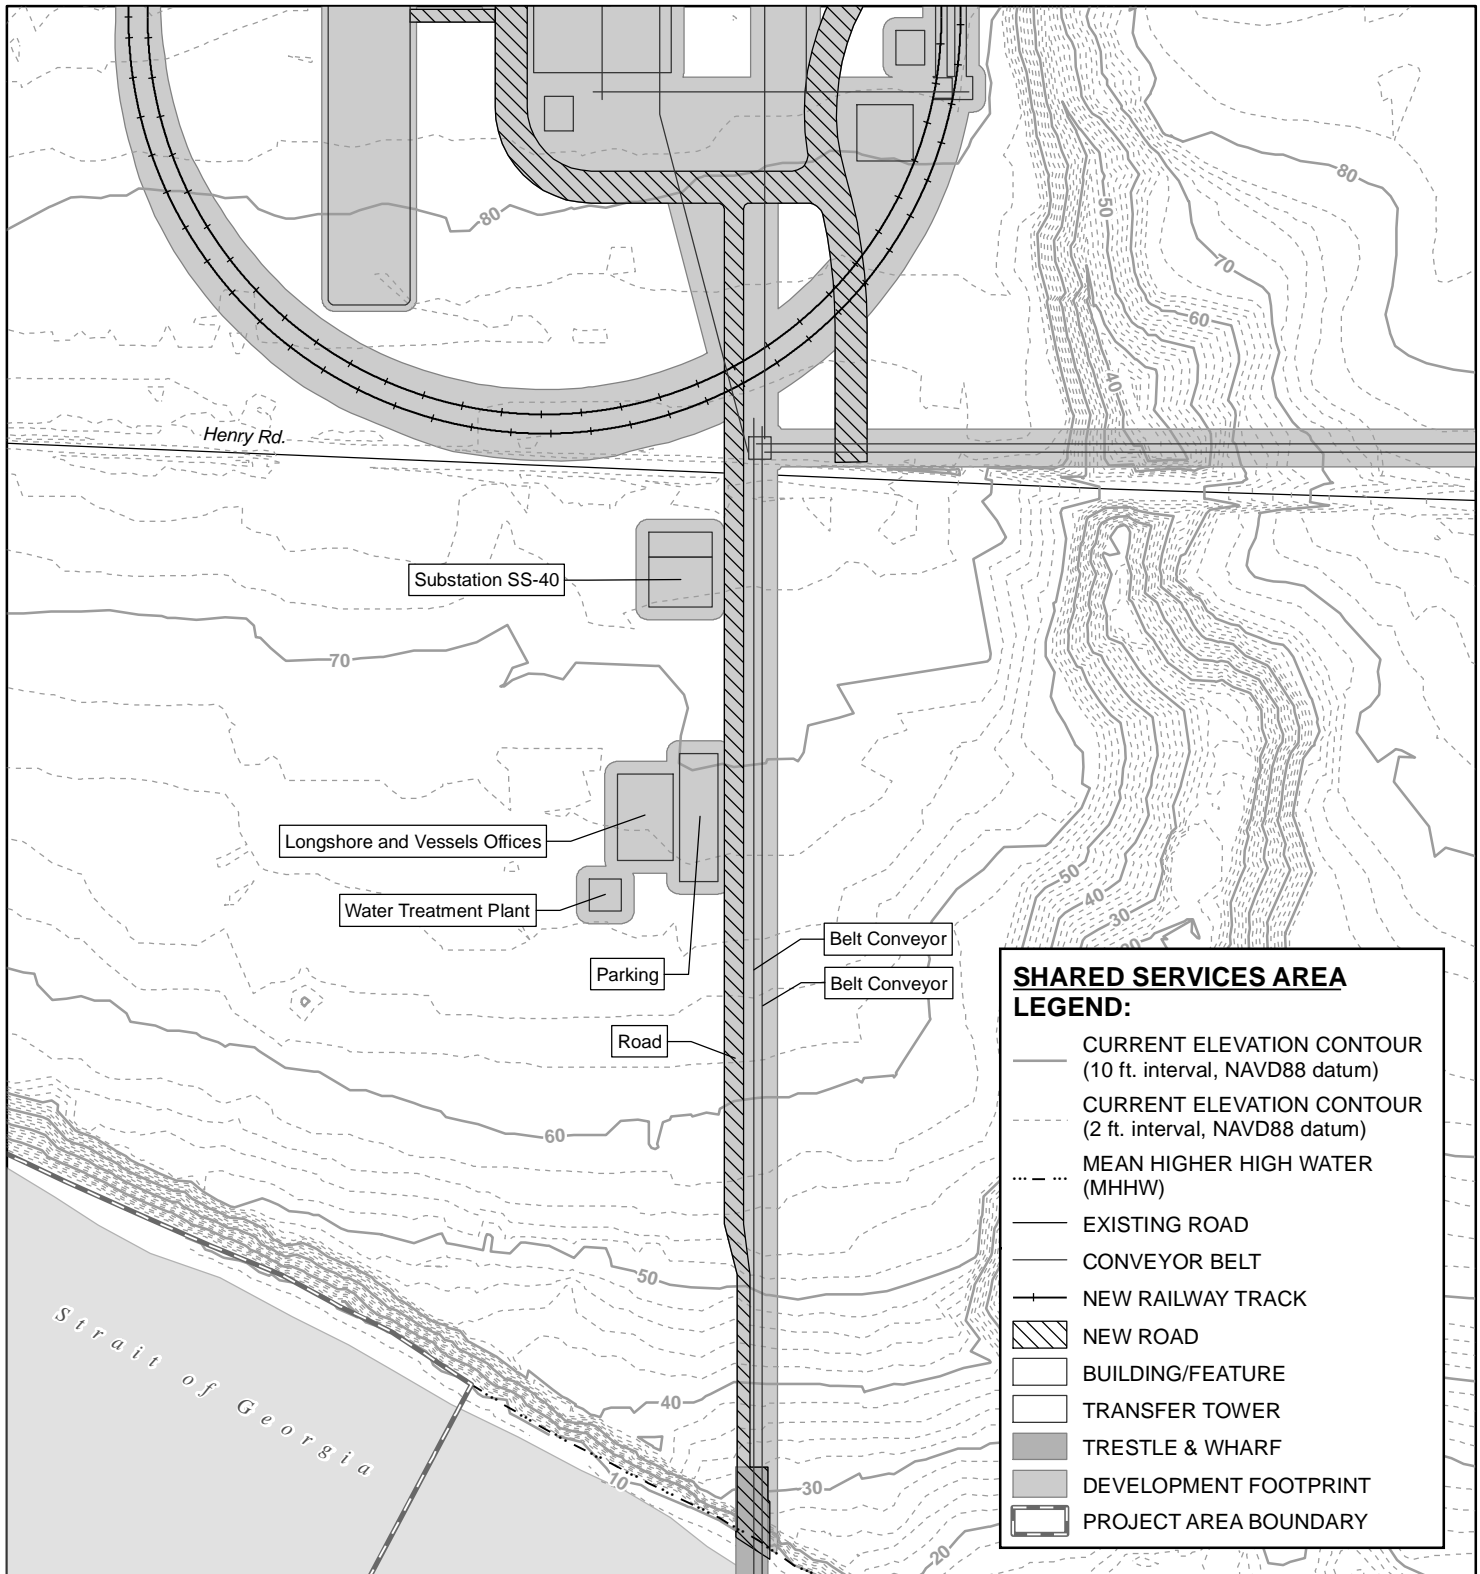 80
50
80
70
60
40
Henry Rd.
Substation SS-40
70
Longshore and Vessels Offices
Water Treatment Plant
Parking
Belt Conveyor
Belt Conveyor
Road
50
40
30
60
50
40
30
10
20
Strait of Georgia
SHARED SERVICES AREA
LEGEND:
CURRENT ELEVATION CONTOUR
(10 ft. interval, NAVD88 datum)
CURRENT ELEVATION CONTOUR
(2 ft. interval, NAVD88 datum)
MEAN HIGHER HIGH WATER
(MHHW)
EXISTING ROAD
CONVEYOR BELT
NEW RAILWAY TRACK
NEW ROAD
BUILDING/FEATURE
TRANSFER TOWER
TRESTLE & WHARF
DEVELOPMENT FOOTPRINT
PROJECT AREA BOUNDARY